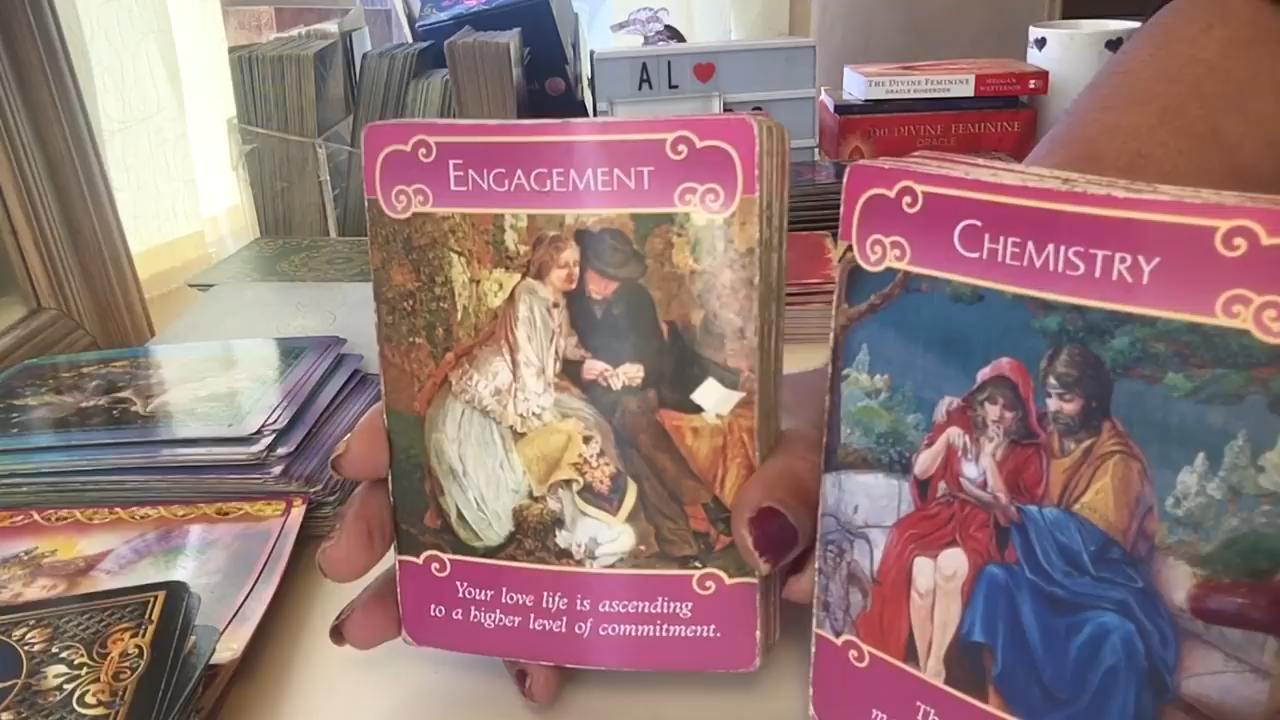 AL
THE DIVINE FEMININE
ORACLE GUIDEBOOK
MEGGAN
WATTERSON
THE DIVINE FEMININE
ORACLE
ENGAGEMENT
Your love life is ascending
to a higher level of commitment.
CHEMISTRY